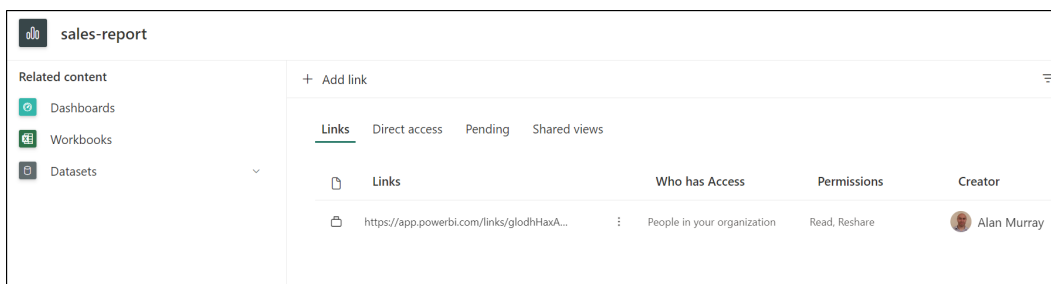 sales-report
Related content
Dashboards
Workbooks
Datasets
+ Add link
Links Direct access Pending Shared views
Links Who has Access Permissions Creator
https://app.powerbi.com/links/glodhHaxA... People in your organization Read, Reshare Alan Murray